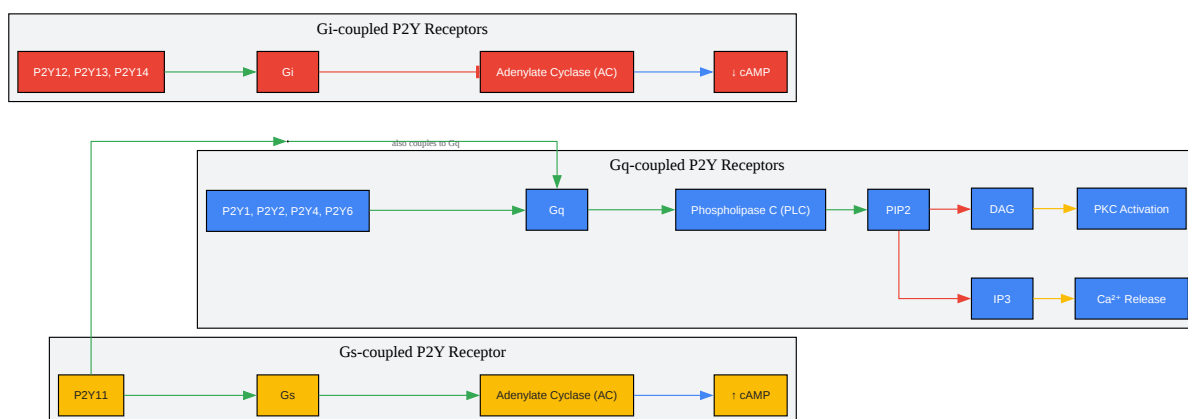 Gi-coupled P2Y Receptors
P2Y12, P2Y13, P2Y14
Gi
Adenylate Cyclase (AC)
↓ cAMP
also couples to Gq
Gq-coupled P2Y Receptors
P2Y1, P2Y2, P2Y4, P2Y6
Gq
Phospholipase C (PLC)
PIP2
DAG
PKC Activation
IP3
Ca²⁺ Release
Gs-coupled P2Y Receptor
P2Y11
Gs
Adenylate Cyclase (AC)
↑ cAMP